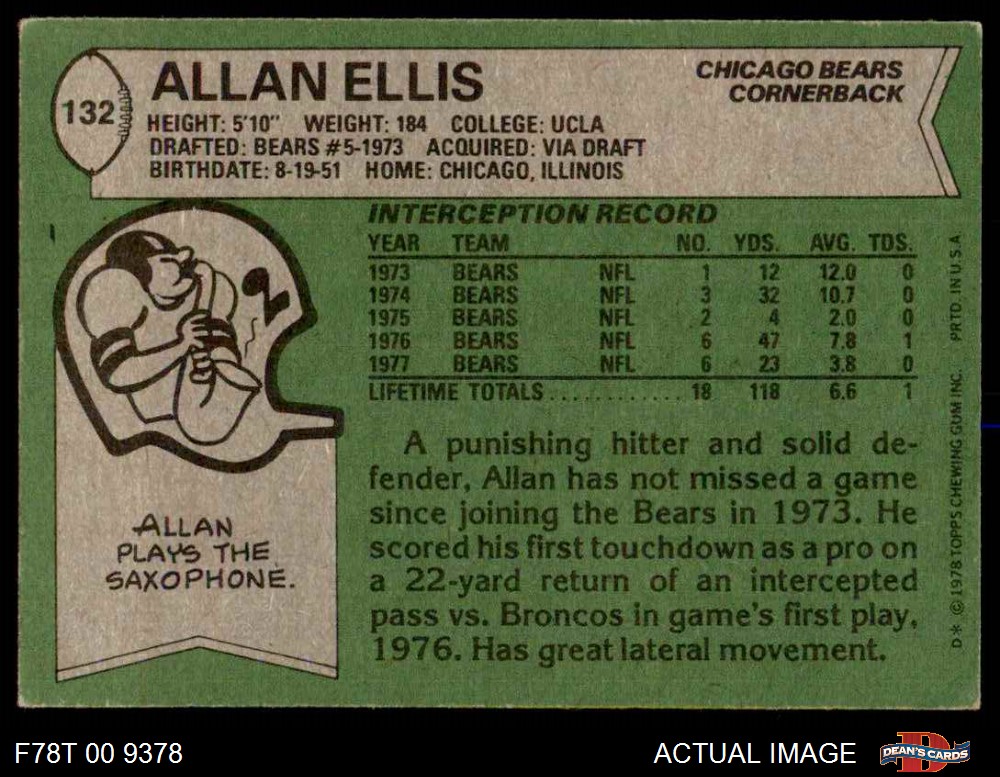 132
ALLAN ELLIS
CHICAGO BEARS
CORNERBACK
HEIGHT: 5'10" WEIGHT: 184 COLLEGE: UCLA
DRAFTED: BEARS #5-1973 ACQUIRED: VIA DRAFT
BIRTHDATE: 8-19-51 HOME: CHICAGO, ILLINOIS
INTERCEPTION RECORD
YEAR TEAM NO. YDS. AVG. TDS.
1973 BEARS NFL 1 12 12.0 0
1974 BEARS NFL 3 32 10.7 0
1975 BEARS NFL 2 4 2.0 0
1976 BEARS NFL 6 47 7.8 1
1977 BEARS NFL 6 23 3.8 0
LIFETIME TOTALS............ 18 118 6.6 1
A punishing hitter and solid de-
fender, Allan has not missed a game
since joining the Bears in 1973. He
scored his first touchdown as a pro on
a 22-yard return of an intercepted
pass vs. Broncos in game's first play,
1976. Has great lateral movement.
ALLAN
PLAYS THE
SAXOPHONE.
D* © 1978 TOPPS CHEWING GUM INC. PRTD. IN U.S.A
F78T 00 9378
ACTUAL IMAGE
DEAN'S CARDS